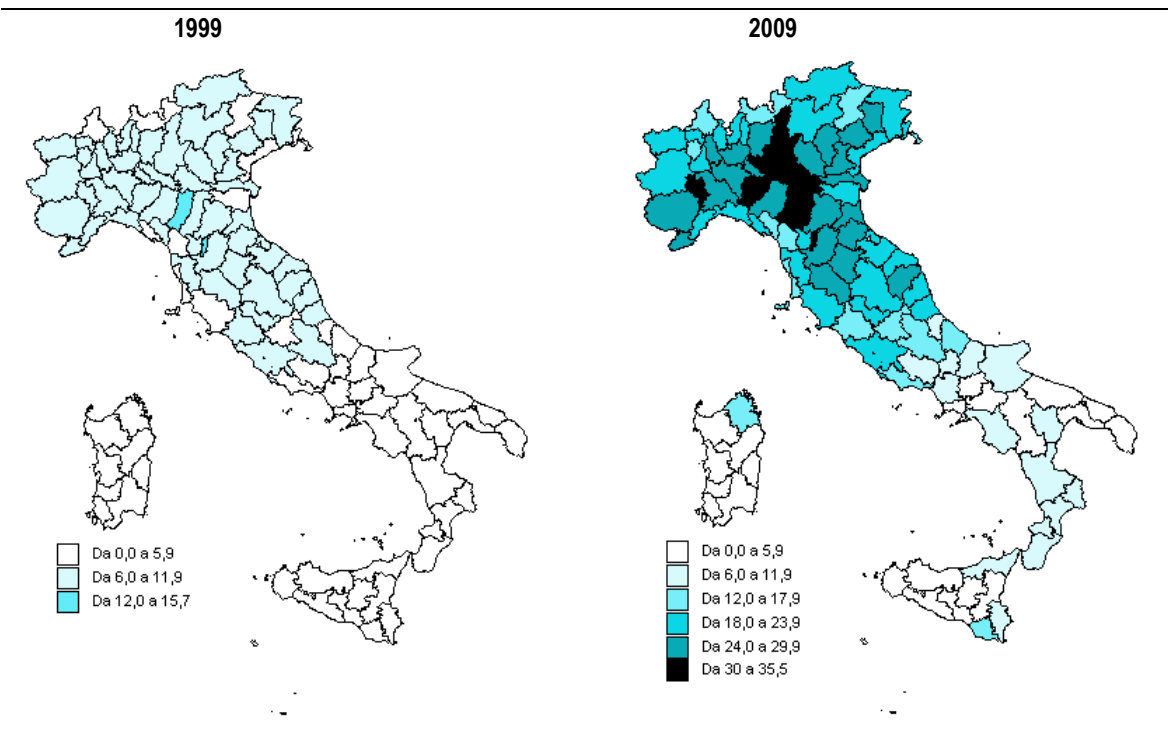 1999
2009
Da 0,0 a 5,9
Da 6,0 a 11,9
Da 12,0 a 15,7
Da 0,0 a 5,9
Da 6,0 a 11,9
Da 12,0 a 17,9
Da 18,0 a 23,9
Da 24,0 a 29,9
Da 30 a 35,5